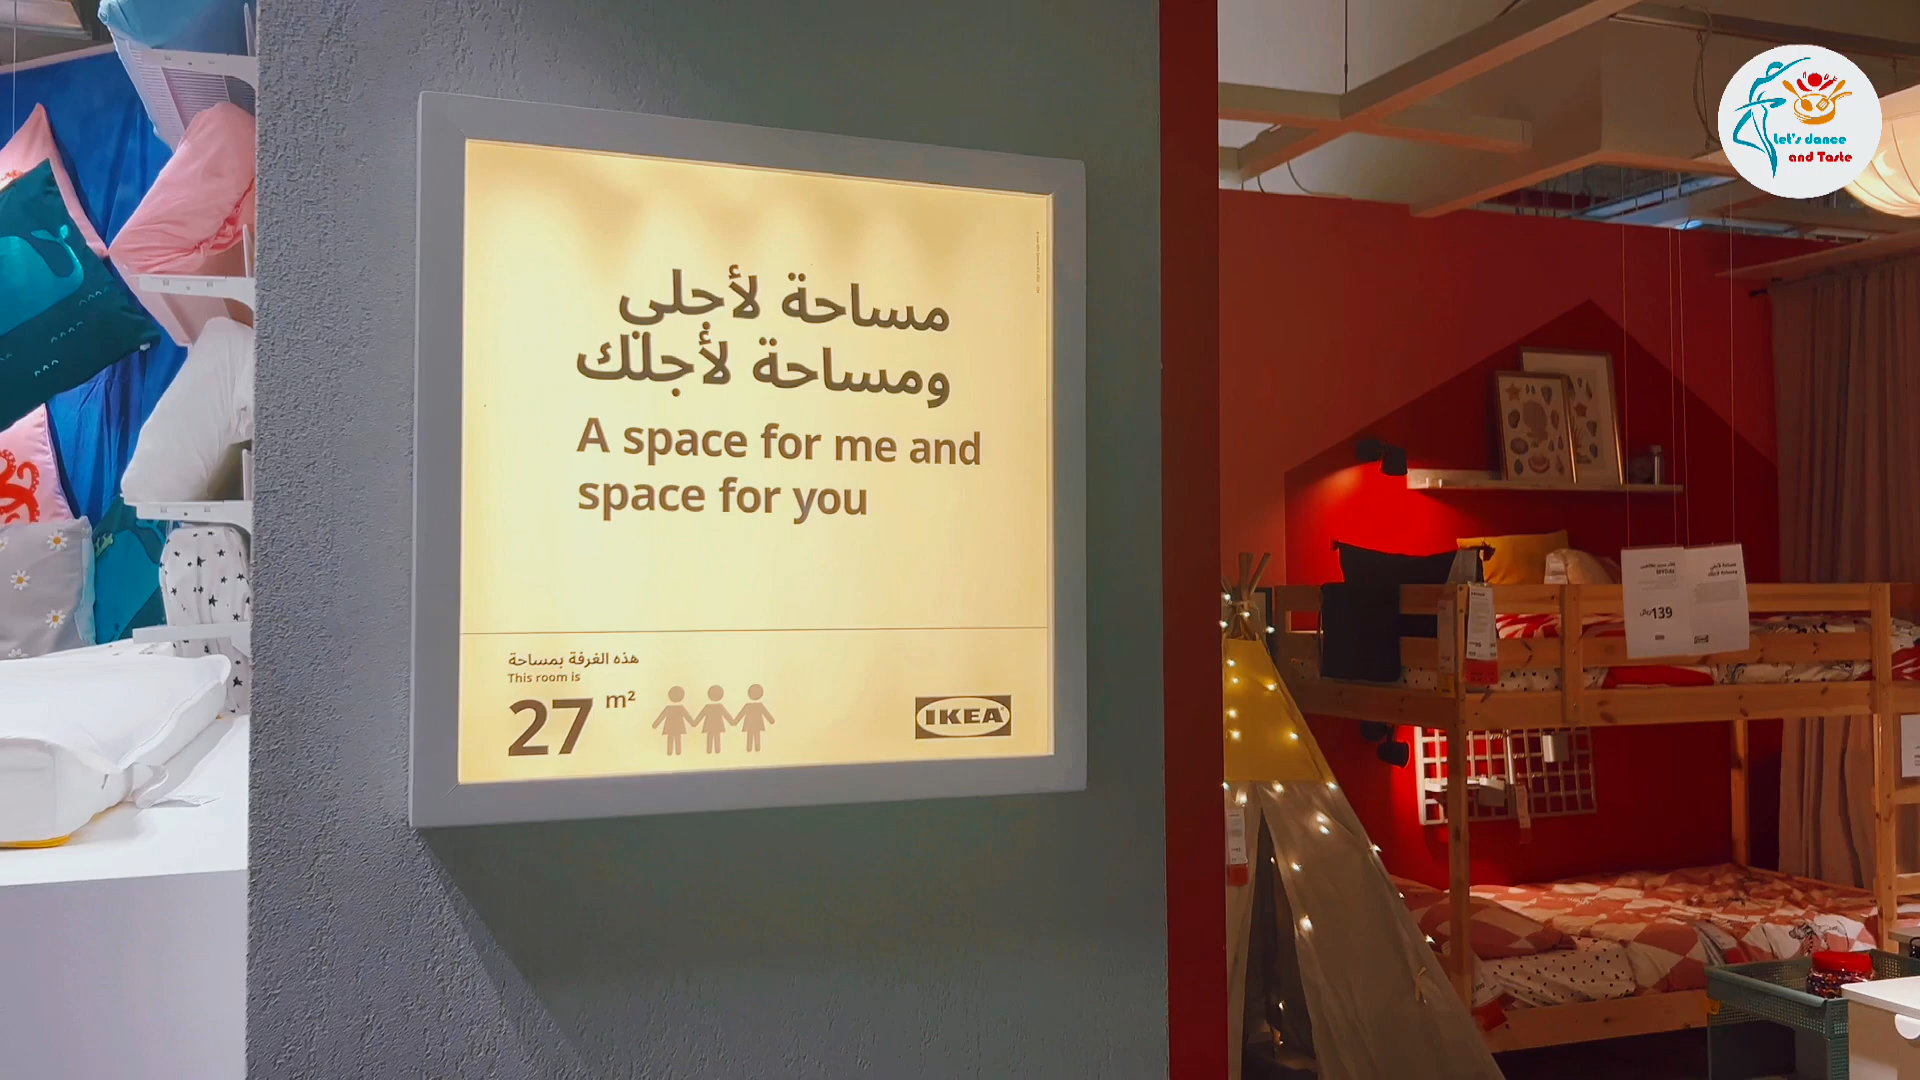 مساحة لأجلي
ومساحة لأجلك
A space for me and
space for you
هذه الغرفة بمساحة
This room is
27 m²
IKEA
Let's dance
and Taste
139